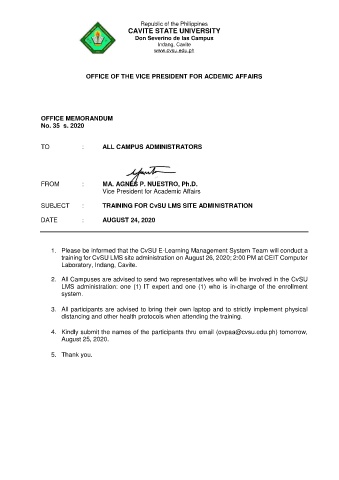 Republic of the Philippines
CAVITE STATE UNIVERSITY
Don Severino de las Campus
Indang, Cavite
www.cvsu.edu.ph
OFFICE OF THE VICE PRESIDENT FOR ACDEMIC AFFAIRS
OFFICE MEMORANDUM
No. 35 s. 2020
TO : ALL CAMPUS ADMINISTRATORS
FROM : MA. AGNES P. NUESTRO, Ph.D.
Vice President for Academic Affairs
SUBJECT : TRAINING FOR CvSU LMS SITE ADMINISTRATION
DATE : AUGUST 24, 2020
1. Please be informed that the CvSU E-Learning Management System Team will conduct a
training for CvSU LMS site administration on August 26, 2020; 2:00 PM at CEIT Computer
Laboratory, Indang, Cavite.
2. All Campuses are advised to send two representatives who will be involved in the CvSU
LMS administration: one (1) IT expert and one (1) who is in-charge of the enrollment
system.
3. All participants are advised to bring their own laptop and to strictly implement physical
distancing and other health protocols when attending the training.
4. Kindly submit the names of the participants thru email (ovpaa@cvsu.edu.ph) tomorrow,
August 25, 2020.
5. Thank you.